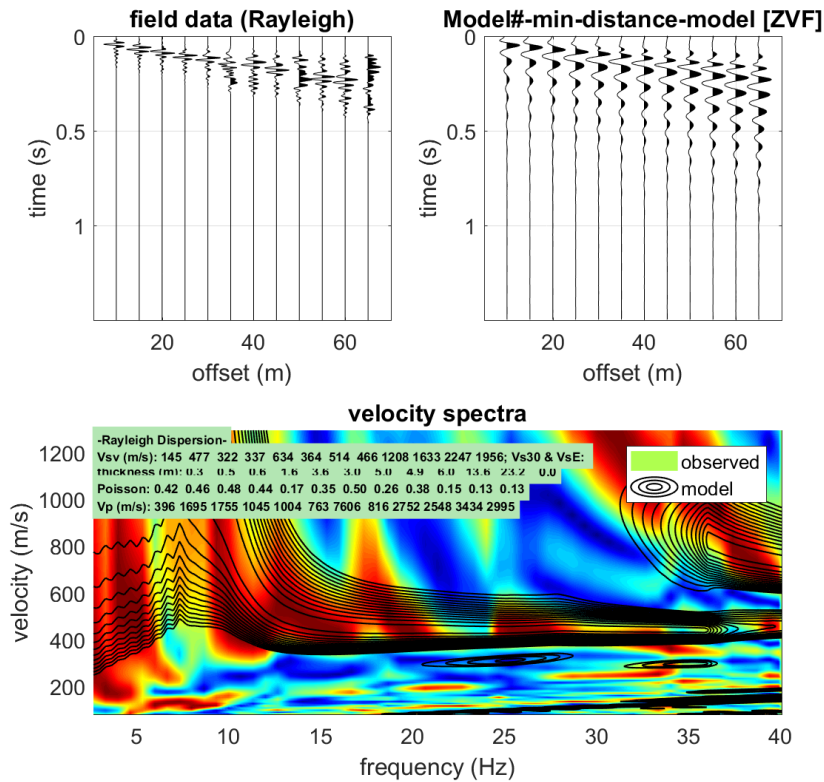 field data (Rayleigh)
Model#-min-distance-model [ZVF]
0
0.5
1
time (s)
20 40 60
offset (m)
0
0.5
1
time (s)
20 40 60
offset (m)
velocity spectra
-Rayleigh Dispersion-
Vsv (m/s): 145 477 322 337 634 364 514 466 1208 1633 2247 1956; Vs30 & VsE:
thickness (m): 0.3 0.5 0.6 1.6 3.6 3.0 5.0 4.9 6.0 13.6 23.2 0.0
Poisson: 0.42 0.46 0.48 0.44 0.17 0.35 0.50 0.26 0.38 0.15 0.13 0.13
Vp (m/s): 396 1695 1755 1045 1004 763 7606 816 2752 2548 3434 2995
observed
model
1200
1000
800
600
400
200
velocity (m/s)
5 10 15 20 25 30 35 40
frequency (Hz)